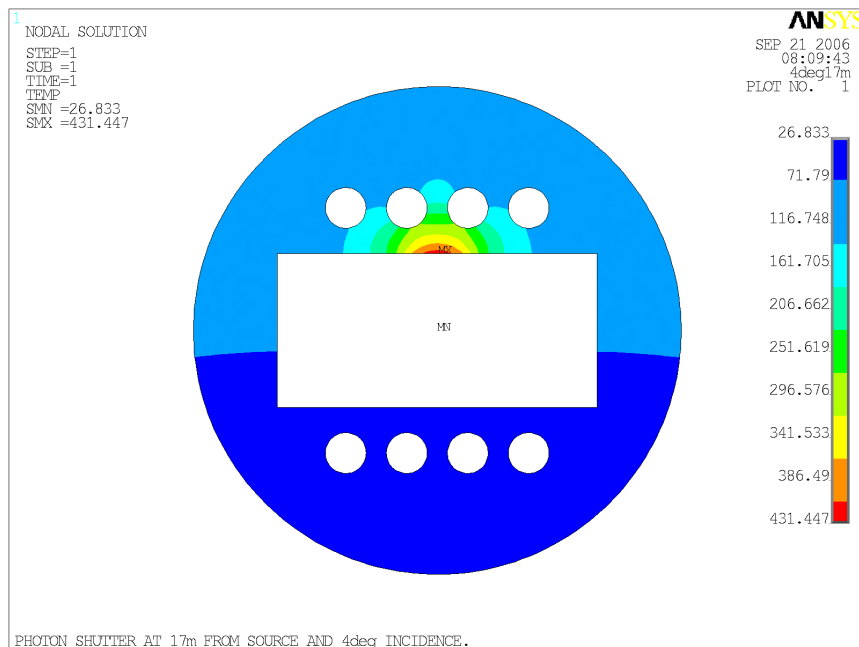 1
NODAL SOLUTION
STEP=1
SUB =1
TIME=1
TEMP
SMN =26.833
SMX =431.447
ANSYS
SEP 21 2006
08:09:43
4deg17m
PLOT NO. 1
26.833
71.79
116.748
161.705
206.662
251.619
296.576
341.533
386.49
431.447
MX
MN
PHOTON SHUTTER AT 17m FROM SOURCE AND 4deg INCIDENCE.